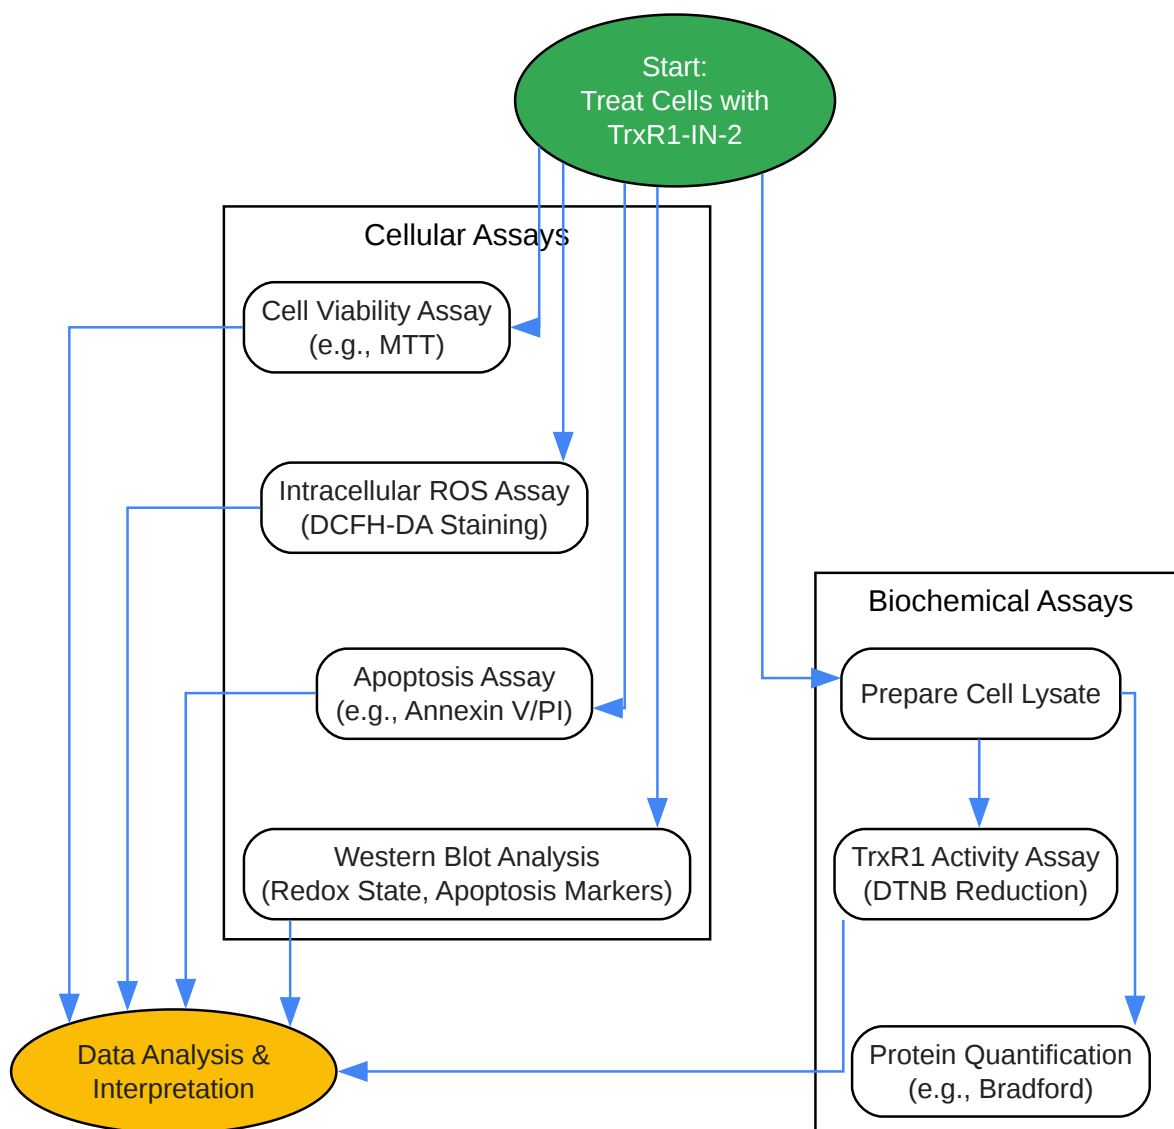 Start:
Treat Cells with
TrxR1-IN-2
Cellular Assays
Cell Viability Assay
(e.g., MTT)
Intracellular ROS Assay
(DCFH-DA Staining)
Apoptosis Assay
(e.g., Annexin V/PI)
Western Blot Analysis
(Redox State, Apoptosis Markers)
Biochemical Assays
Prepare Cell Lysate
TrxR1 Activity Assay
(DTNB Reduction)
Protein Quantification
(e.g., Bradford)
Data Analysis &
Interpretation